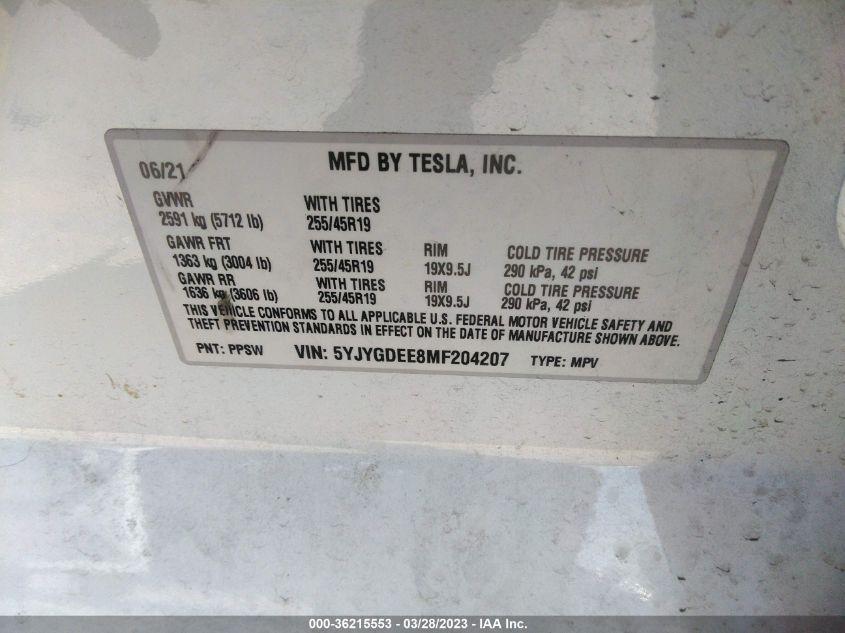 06/21 MFD BY TESLA, INC.
GVWR WITH TIRES
2591 kg (5712 lb) 255/45R19
GAWR FRT WITH TIRES RIM COLD TIRE PRESSURE
1363 kg (3004 lb) 255/45R19 19X9.5J 290 kPa, 42 psi
GAWR RR WITH TIRES RIM COLD TIRE PRESSURE
1636 kg (3606 lb) 255/45R19 19X9.5J 290 kPa, 42 psi
THIS VEHICLE CONFORMS TO ALL APPLICABLE U.S. FEDERAL MOTOR VEHICLE SAFETY AND
THEFT PREVENTION STANDARDS IN EFFECT ON THE DATE OF MANUFACTURE SHOWN ABOVE.
PNT: PPSW VIN: 5YJYGDEE8MF204207 TYPE: MPV
000-36215553 — 03/28/2023 — IAA Inc.